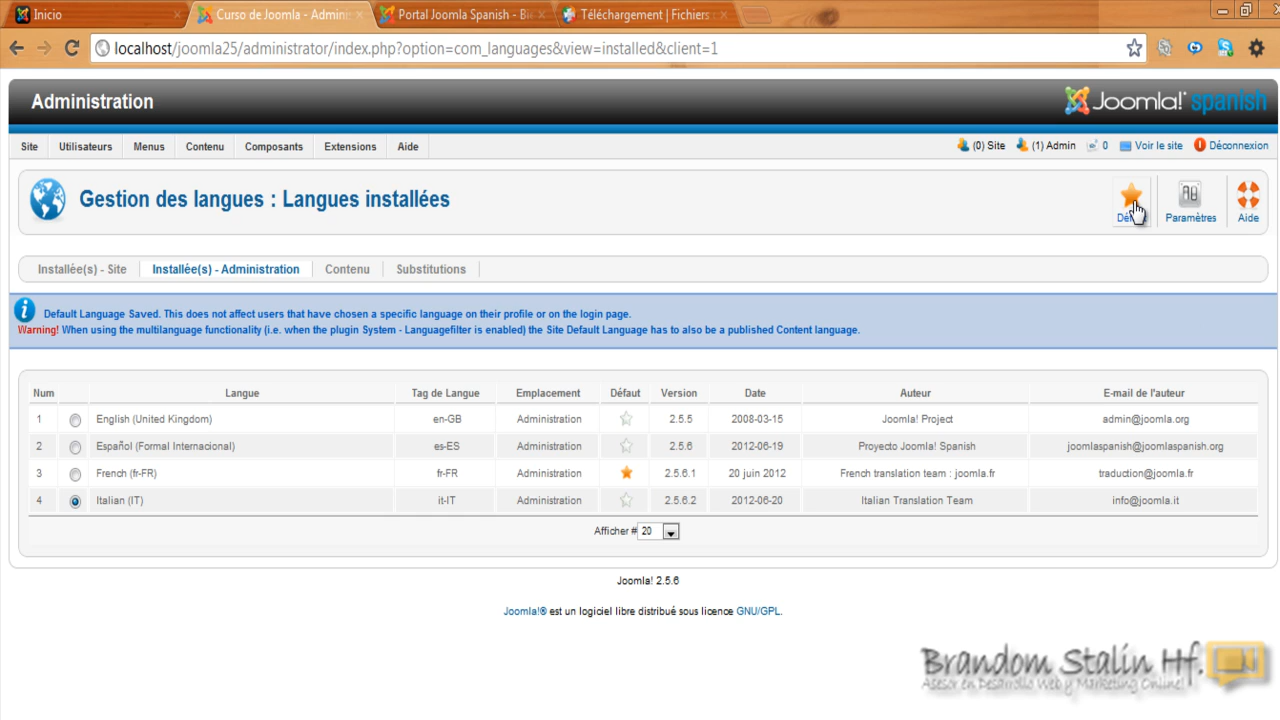 Inicio
Curso de Joomla - Admini
Portal Joomla Spanish - Bi
Téléchargement | Fichiers
localhost/joomla25/administrator/index.php?option=com_languages&view=installed&client=1
Administration
Joomla! spanish
Site Utilisateurs Menus Contenu Composants Extensions Aide
(0) Site (1) Admin 0 Voir le site Déconnexion
Gestion des langues : Langues installées
Paramètres Aide
Installée(s) - Site Installée(s) - Administration Contenu Substitutions
Default Language Saved. This does not affect users that have chosen a specific language on their profile or on the login page.
Warning! When using the multilanguage functionality (i.e. when the plugin System - Languagefilter is enabled) the Site Default Language has to also be a published Content language.
Num Langue Tag de Langue Emplacement Défaut Version Date Auteur E-mail de l'auteur
1 English (United Kingdom) en-GB Administration 2.5.5 2008-03-15 Joomla! Project admin@joomla.org
2 Español (Formal Internacional) es-ES Administration 2.5.6 2012-06-19 Proyecto Joomla! Spanish joomlaspanish@joomlaspanish.org
3 French (fr-FR) fr-FR Administration 2.5.6.1 20 juin 2012 French translation team : joomla.fr traduction@joomla.fr
4 Italian (IT) it-IT Administration 2.5.6.2 2012-06-20 Italian Translation Team info@joomla.it
Afficher # 20
Joomla! 2.5.6
Joomla!® est un logiciel libre distribué sous licence GNU/GPL.
Brandom Stalin Hf.
Asesor en Desarrollo Web y Marketing Online!